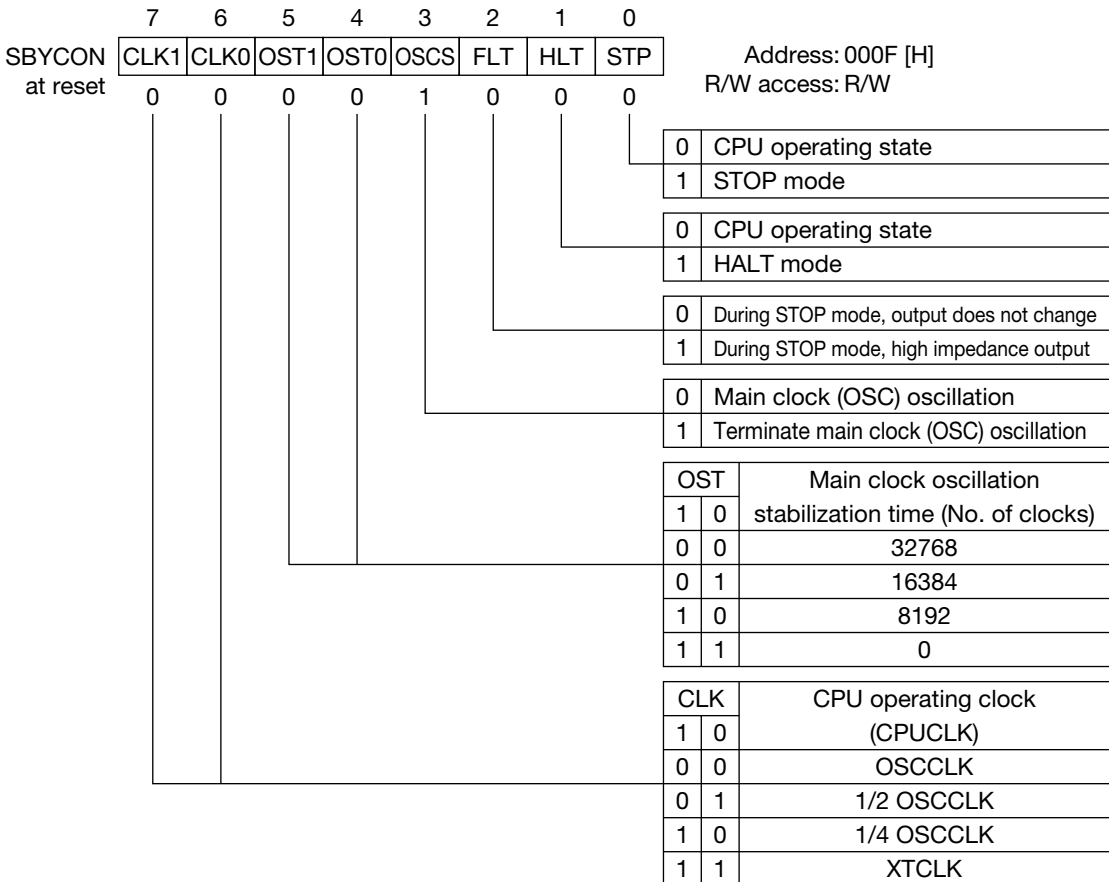 7 6 5 4 3 2 1 0
SBYCON CLK1 CLK0 OST1 OST0 OSCS FLT HLT STP Address: 000F [H]
at reset 0 0 0 0 1 0 0 0 R/W access: R/W
0 CPU operating state
1 STOP mode
0 CPU operating state
1 HALT mode
0 During STOP mode, output does not change
1 During STOP mode, high impedance output
0 Main clock (OSC) oscillation
1 Terminate main clock (OSC) oscillation
OST Main clock oscillation
1 0 stabilization time (No. of clocks)
0 0 32768
0 1 16384
1 0 8192
1 1 0
CLK CPU operating clock
1 0 (CPUCLK)
0 0 OSCCLK
0 1 1/2 OSCCLK
1 0 1/4 OSCCLK
1 1 XTCLK